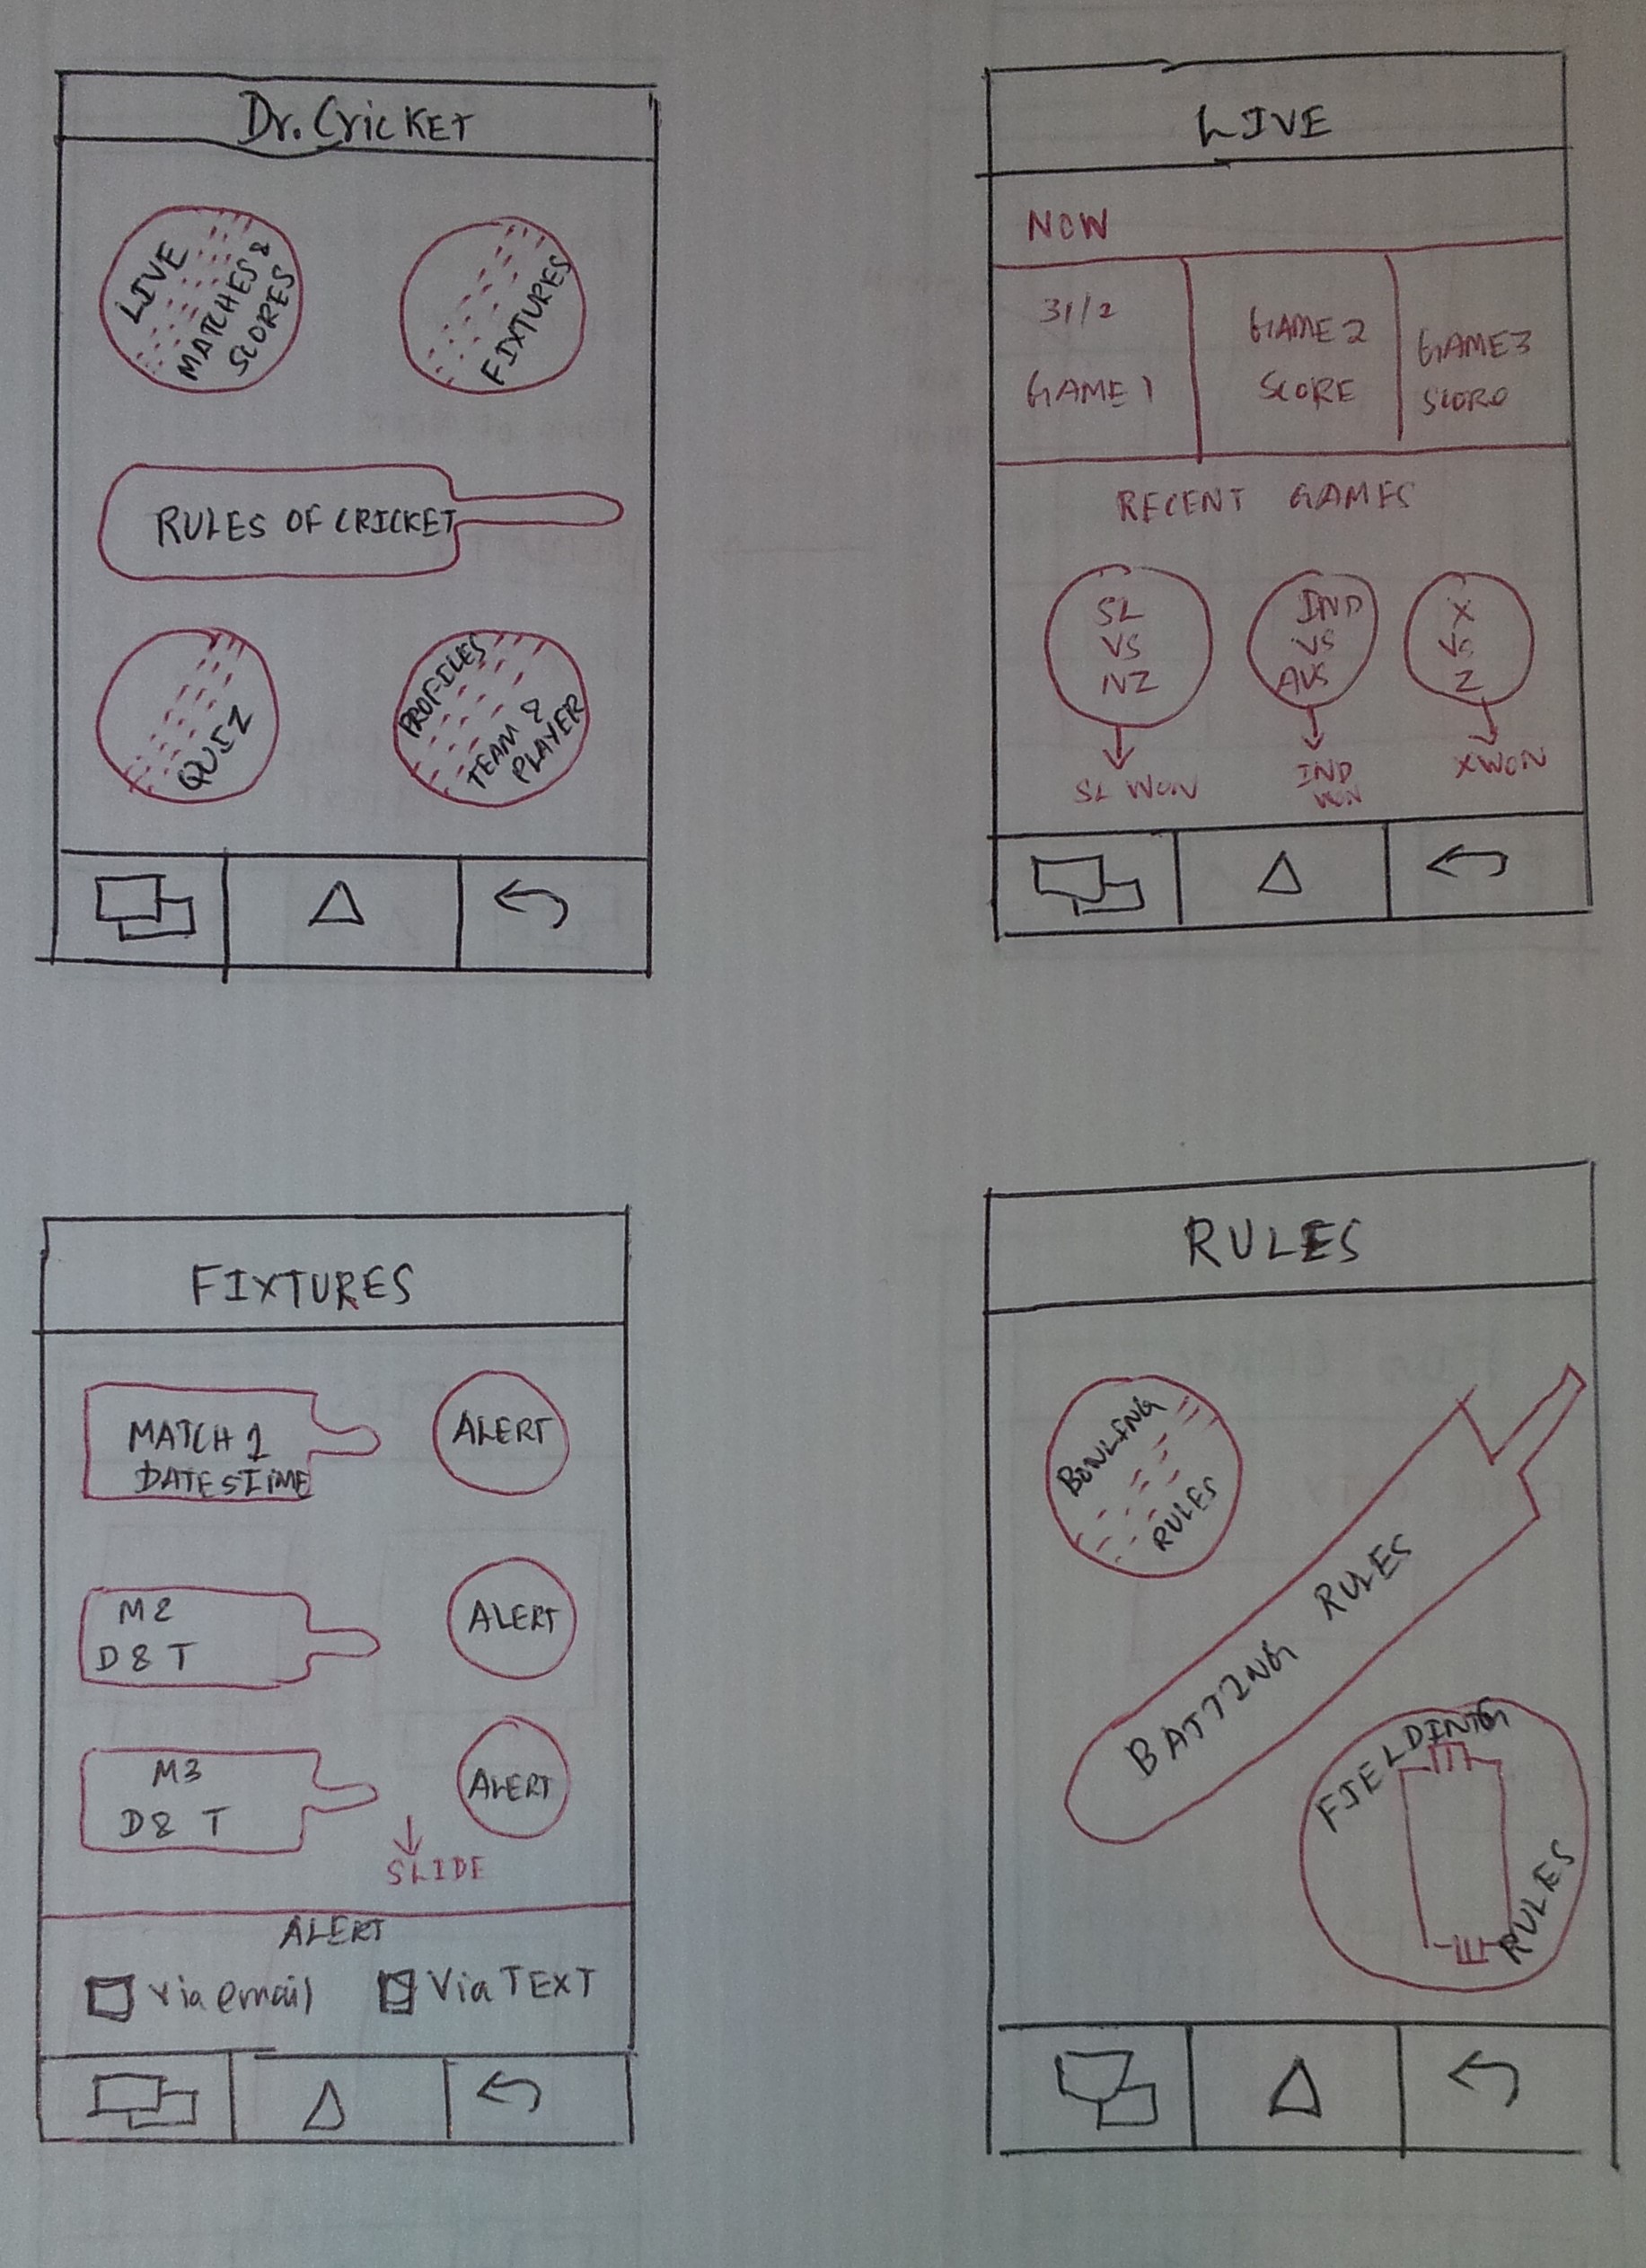 Dr. Cricket
LIVE
MATCHES &
SCORES
FIXTURES
RULES OF CRICKET
QUIZ
PROFILES
TEAM &
PLAYER
LIVE
NOW
31/2
GAME 1
GAME 2
SCORE
GAME 3
SCORE
RECENT GAMES
SL
VS
NZ
SL WON
IND
VS
AUS
IND
WON
X
VS
Z
X WON
FIXTURES
MATCH 1
DATE & TIME
ALERT
M2
D & T
ALERT
M3
D & T
ALERT
SLIDE
ALERT
Via email
Via TEXT
RULES
BOWLING
RULES
BATTING RULES
FIELDING
RULES